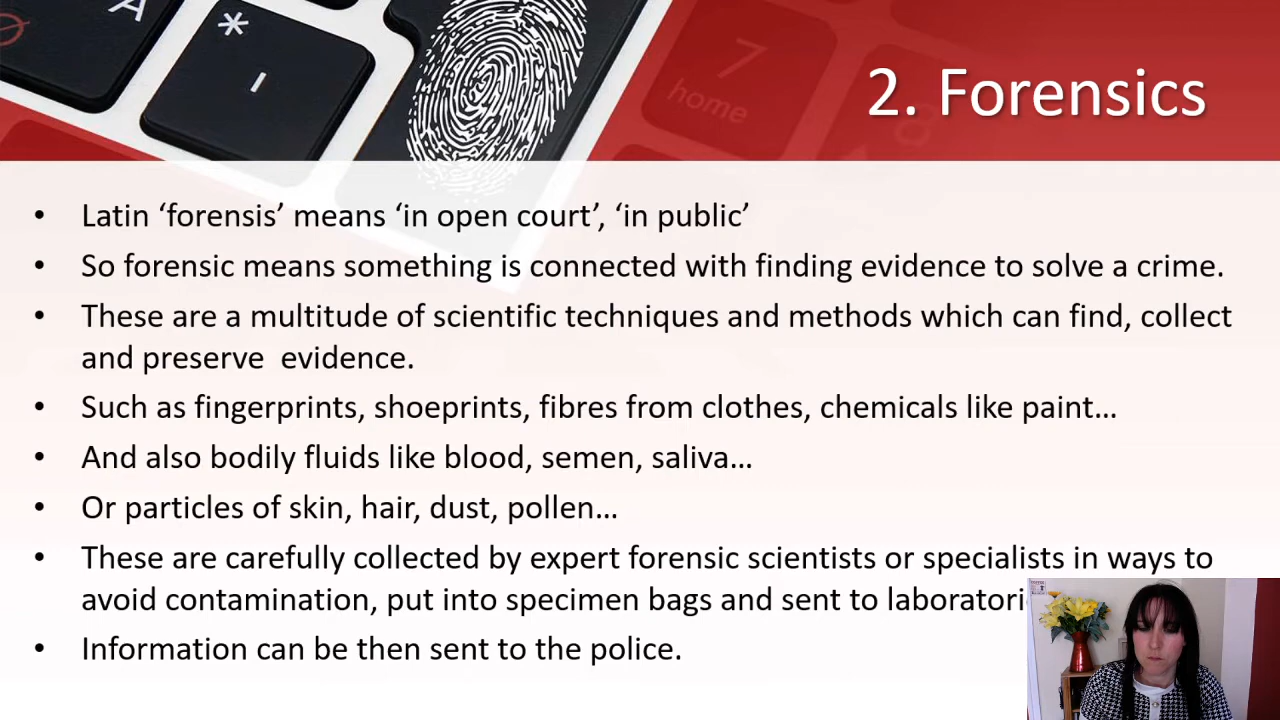 A
*
7
home
2. Forensics
• Latin ‘forensis’ means ‘in open court’, ‘in public’
• So forensic means something is connected with finding evidence to solve a crime.
• These are a multitude of scientific techniques and methods which can find, collect
and preserve  evidence.
• Such as fingerprints, shoeprints, fibres from clothes, chemicals like paint…
• And also bodily fluids like blood, semen, saliva…
• Or particles of skin, hair, dust, pollen…
• These are carefully collected by expert forensic scientists or specialists in ways to
avoid contamination, put into specimen bags and sent to
• Information can be then sent to the police.